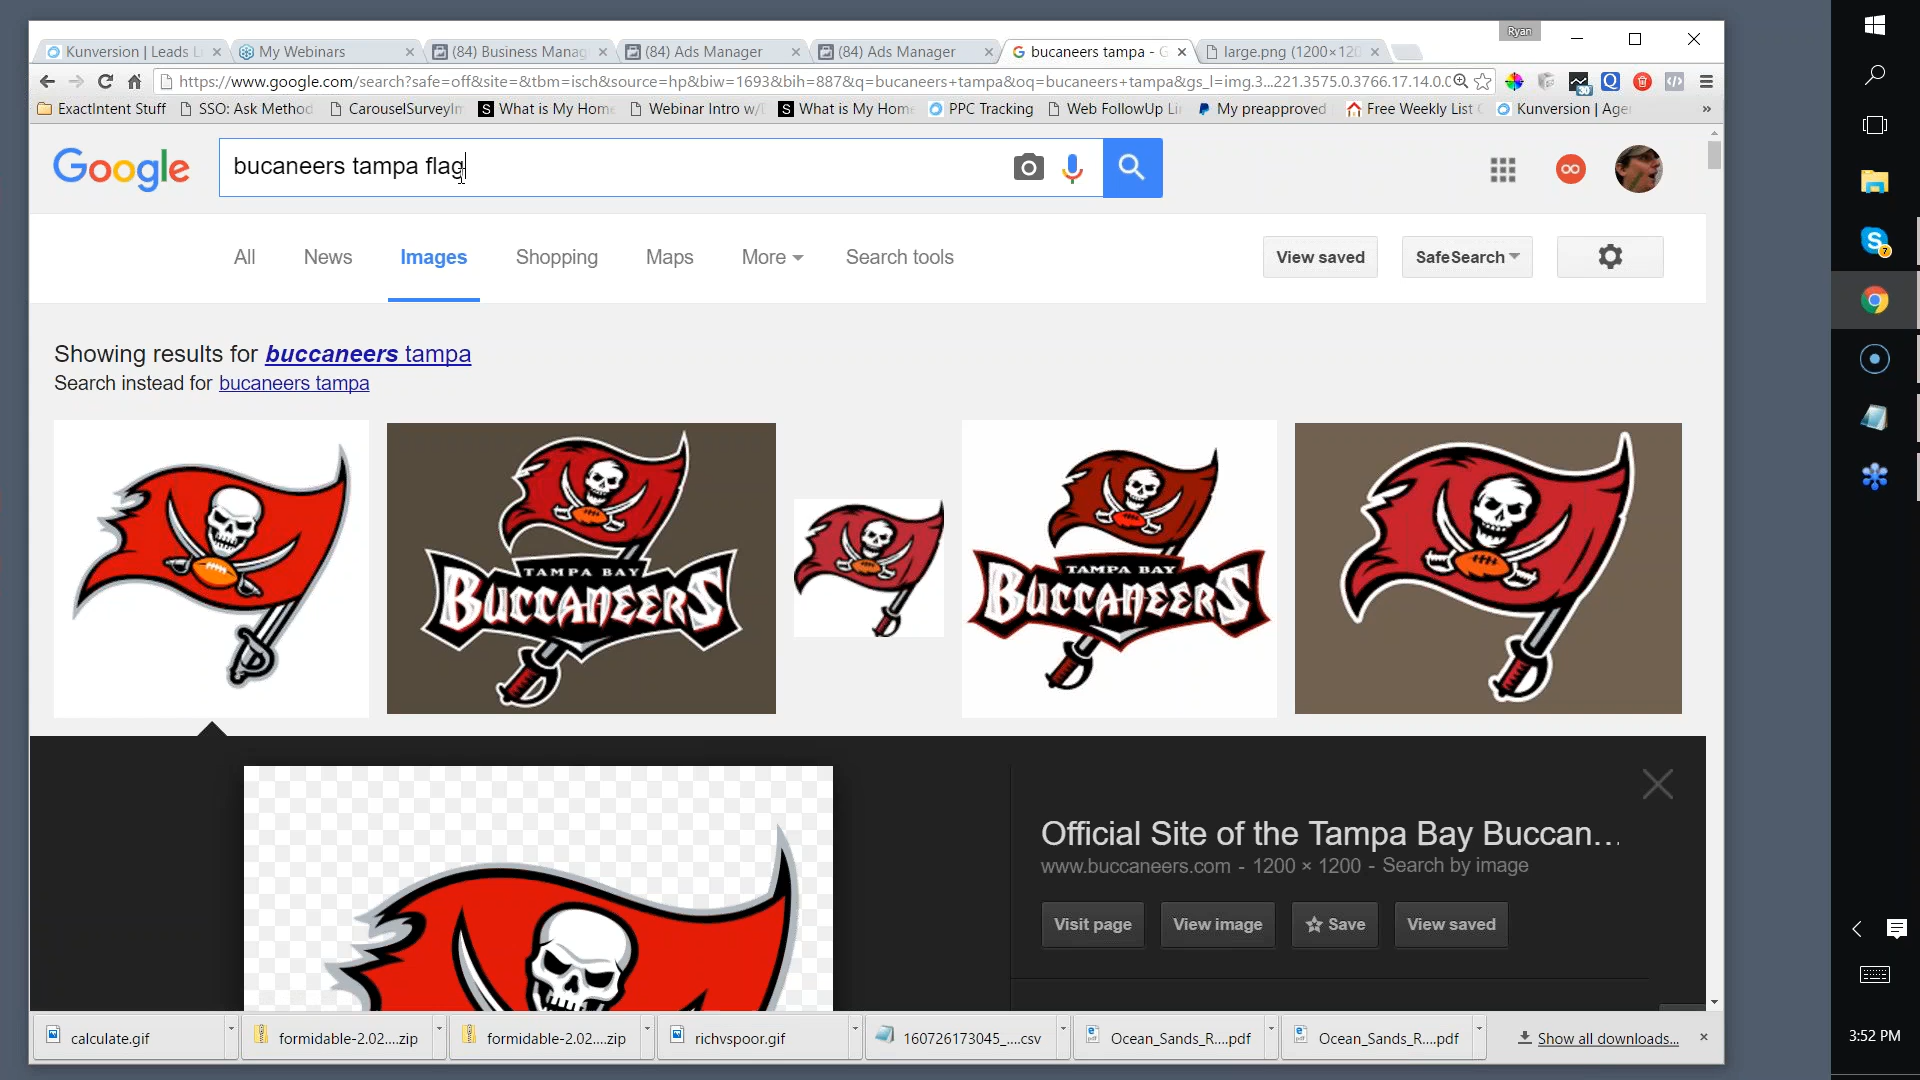 Ryan
Kunversion | Leads L
My Webinars
(84) Business Manag
(84) Ads Manager
(84) Ads Manager
bucaneers tampa - G
large.png (1200×120
https://www.google.com/search?safe=off&site=&tbm=isch&source=hp&biw=1693&bih=887&q=bucaneers+tampa&oq=bucaneers+tampa&gs_l=img.3...221.3575.0.3766.17.14.0.0
30
ExactIntent Stuff
SSO: Ask Method
CarouselSurveyIm
What is My Home
Webinar Intro w/
What is My Home
PPC Tracking
Web FollowUp Li
My preapproved
Free Weekly List
Kunversion | Age
»
Google
bucaneers tampa flag
All
News
Images
Shopping
Maps
More
Search tools
View saved
SafeSearch
Showing results for buccaneers tampa
Search instead for bucaneers tampa
TAMPA BAY
BUCCANEERS
TAMPA BAY
BUCCANEERS
Official Site of the Tampa Bay Buccan...
www.buccaneers.com - 1200 × 1200 - Search by image
Visit page
View image
Save
View saved
calculate.gif
formidable-2.02....zip
formidable-2.02....zip
richvspoor.gif
160726173045_....csv
Ocean_Sands_R....pdf
Ocean_Sands_R....pdf
Show all downloads...
7
3:52 PM